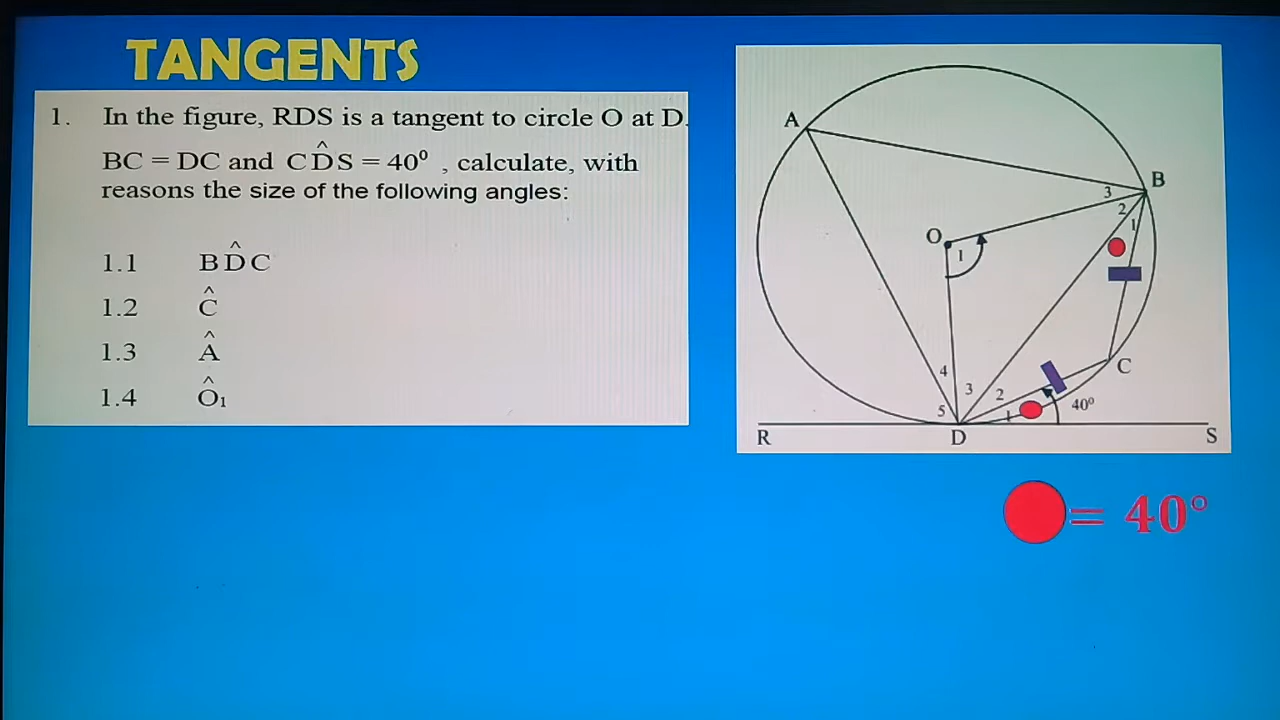 TANGENTS
1. In the figure, RDS is a tangent to circle O at D.
BC = DC and CD̂S = 40⁰ , calculate, with
reasons the size of the following angles:
1.1 BD̂C
1.2 Ĉ
1.3 Â
1.4 Ô₁
A
B
3
2
1
O
1
C
4
3
2
5
1
40⁰
R
D
S
= 40°